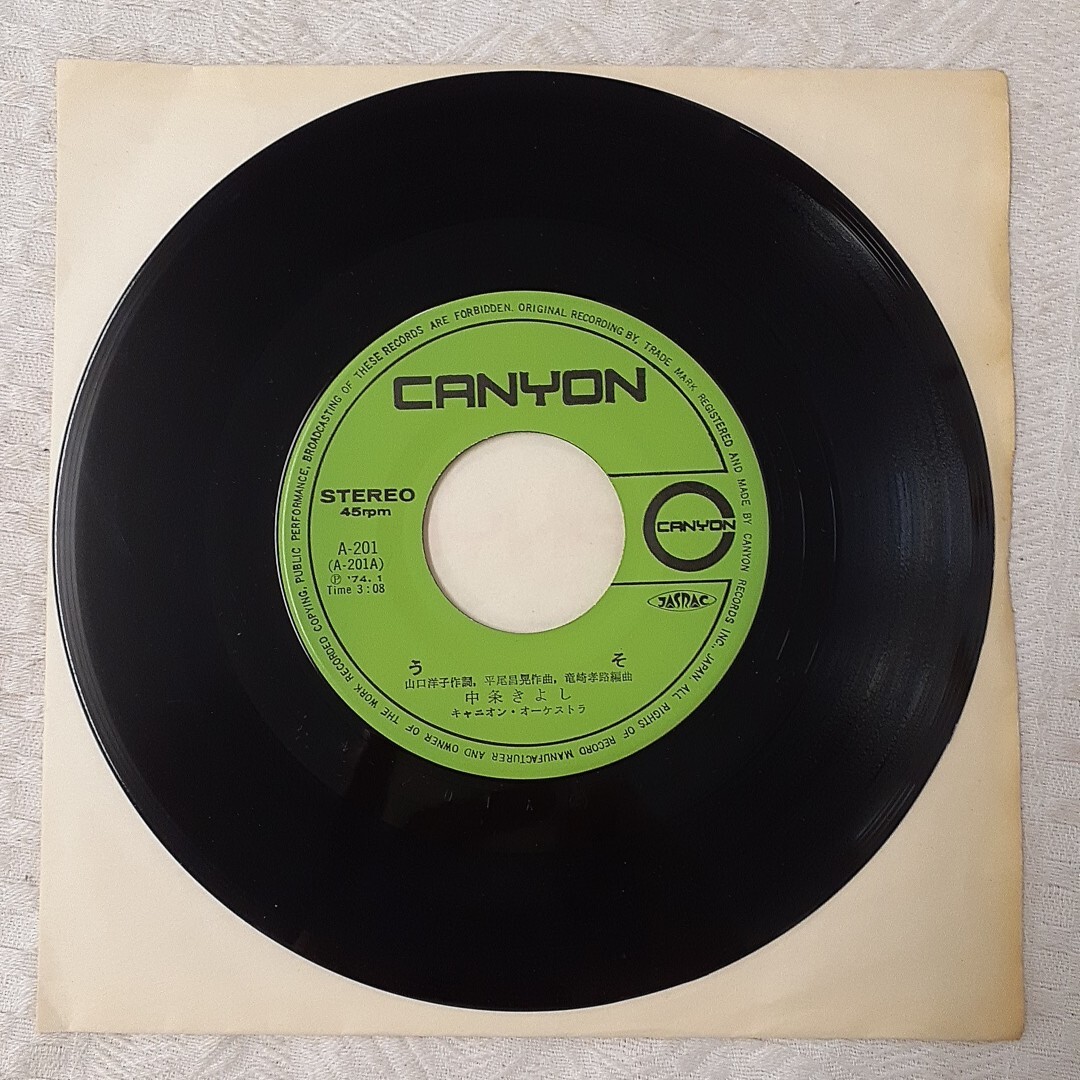 CANYON
STEREO
45rpm
A-201
(A-201A)
Ⓟ '74.1
Time 3:08
CANYON
JASRAC
うそ
山口洋子作詞, 平尾昌晃作曲, 竜崎孝路編曲
中条きよし
キャニオン・オーケストラ
ORIGINAL RECORDING BY, TRADE MARK REGISTERED AND MADE BY CANYON RECORDS INC., JAPAN ALL RIGHTS OF RECORD MANUFACTURER AND OWNER OF THE WORK RECORDED COPYING, PUBLIC PERFORMANCE, BROADCASTING OF THESE RECORDS ARE FORBIDDEN.